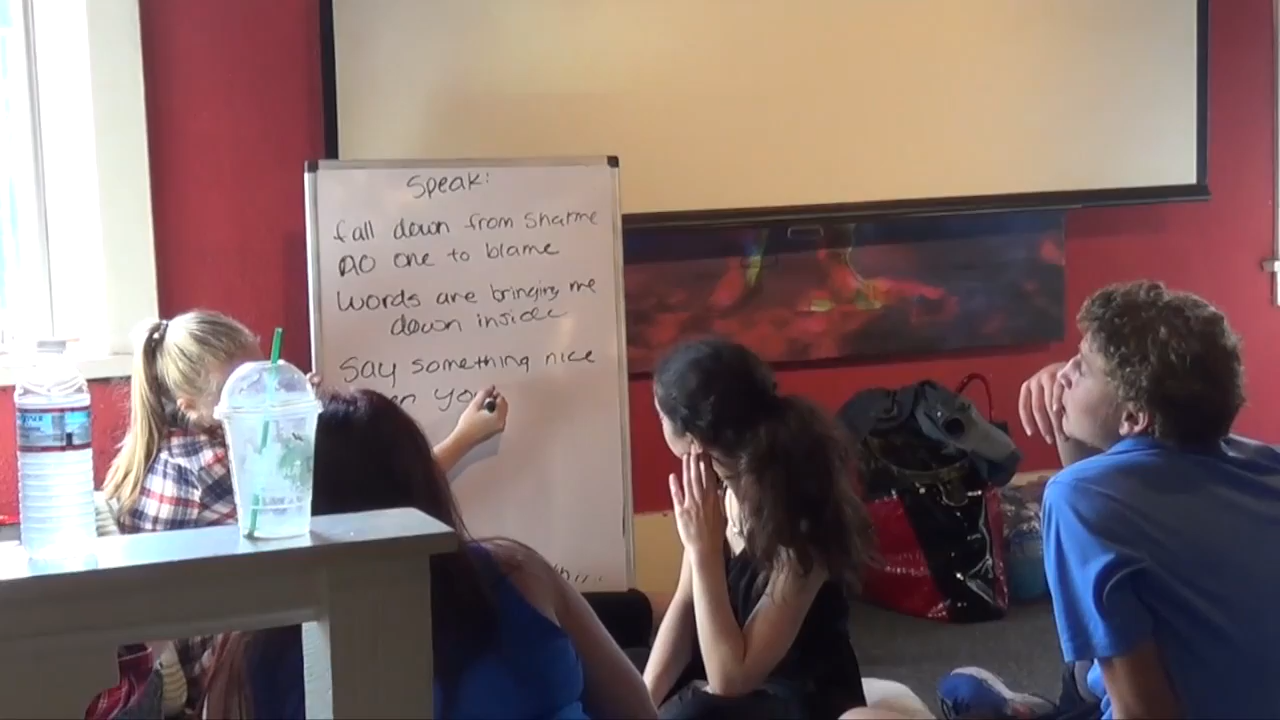 Speak:
fall down from shame
no one to blame
words are bringing me
down inside
Say something nice